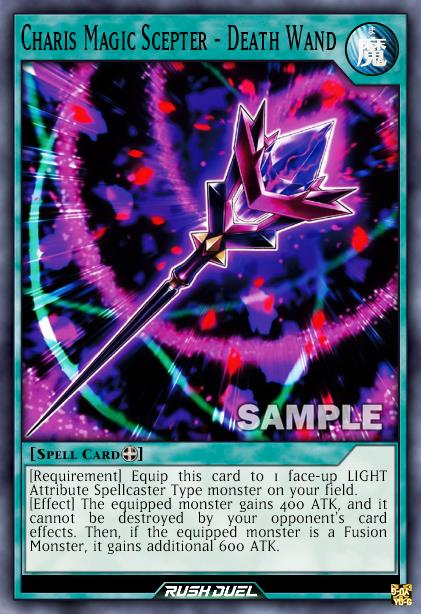 Charis Magic Scepter - Death Wand
ま
魔
SAMPLE
[Spell Card]
[Requirement] Equip this card to 1 face-up LIGHT
Attribute Spellcaster Type monster on your field.
[Effect] The equipped monster gains 400 ATK, and it
cannot be destroyed by your opponent's card
effects. Then, if the equipped monster is a Fusion
Monster, it gains additional 600 ATK.
RUSH DUEL